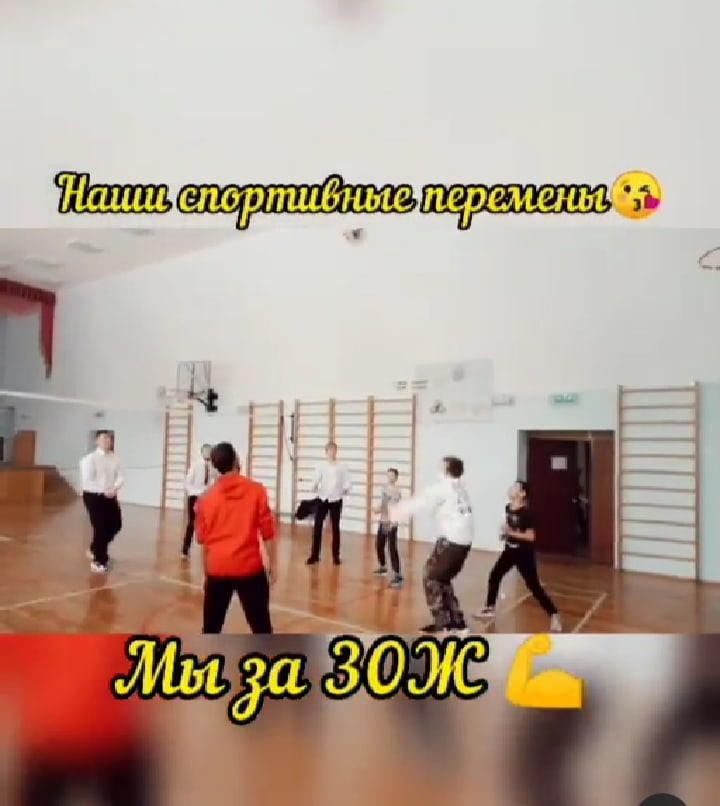 Наши спортивные перемены😘
Мы за ЗОЖ 💪